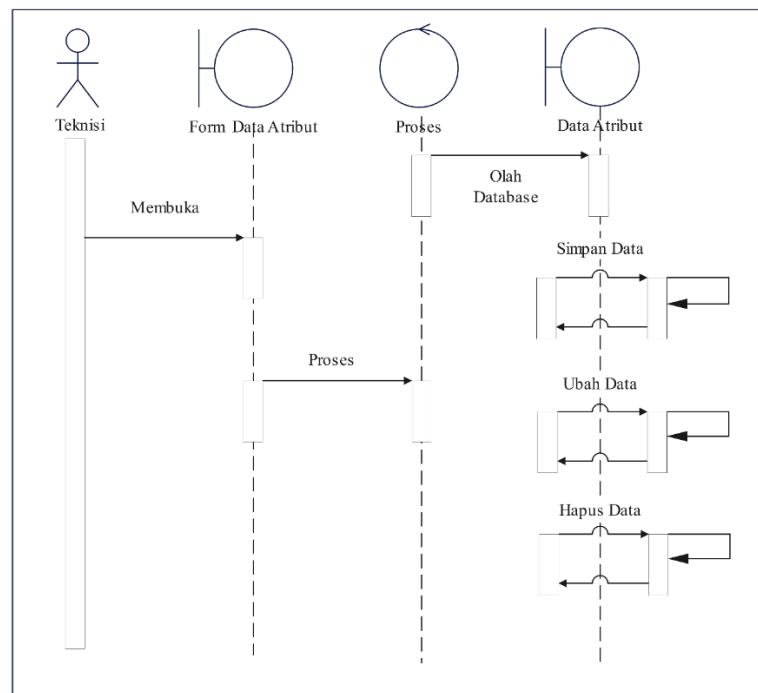 Teknisi
Form Data Atribut
Proses
Data Atribut
Olah
Database
Membuka
Simpan Data
Proses
Ubah Data
Hapus Data